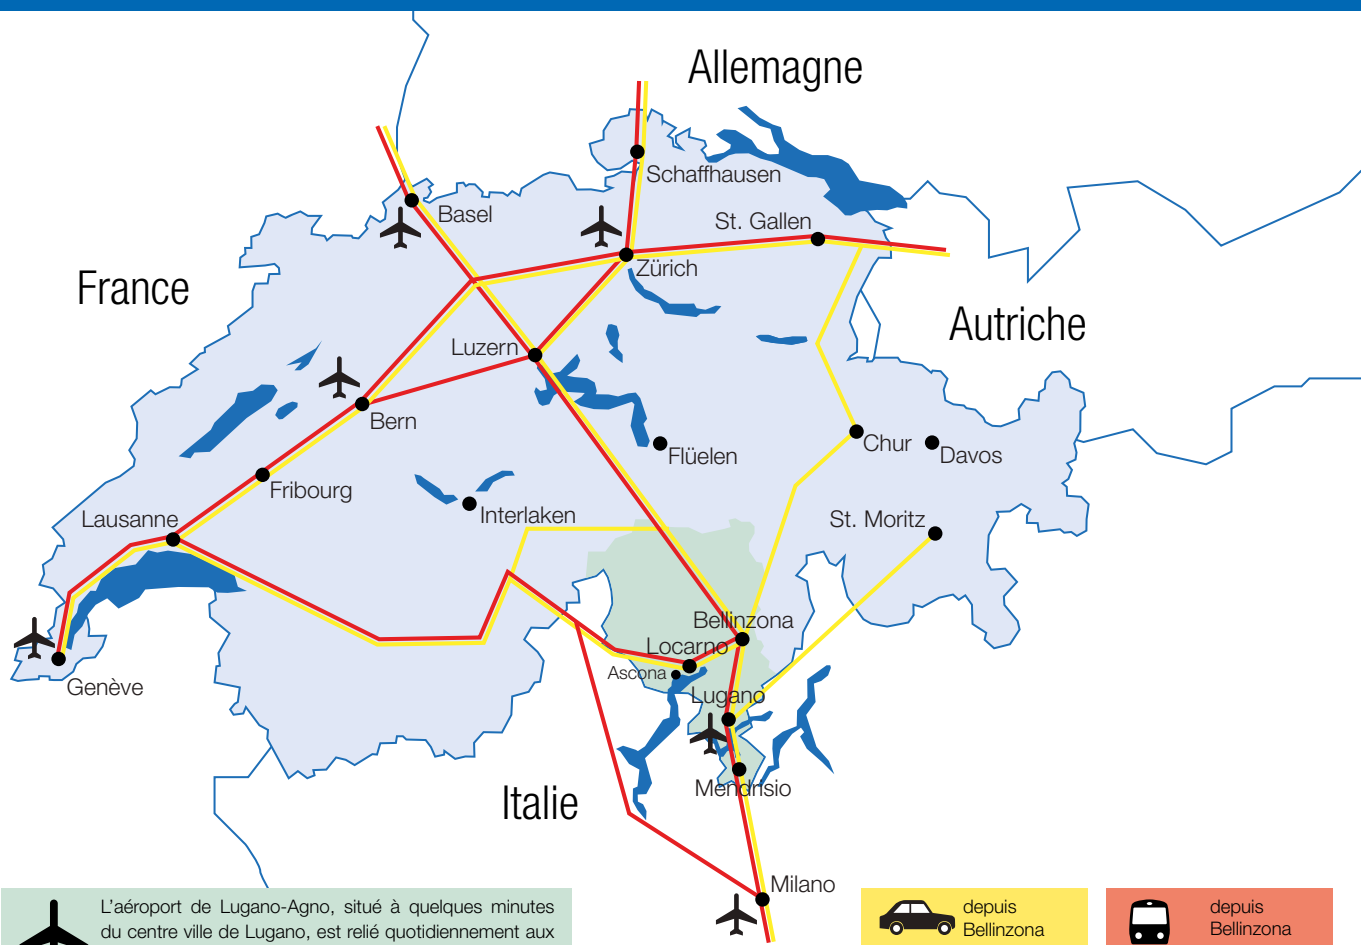 Allemagne
Schaffhausen
St. Gallen
Basel
Zürich
France
Autriche
Luzern
Bern
Flüelen
Chur
Davos
Fribourg
Interlaken
Lausanne
St. Moritz
Bellinzona
Locarno
Ascona
Genève
Lugano
Mendrisio
Italie
Milano
L'aéroport de Lugano-Agno, situé à quelques minutes
du centre ville de Lugano, est relié quotidiennement aux
depuis
Bellinzona
depuis
Bellinzona